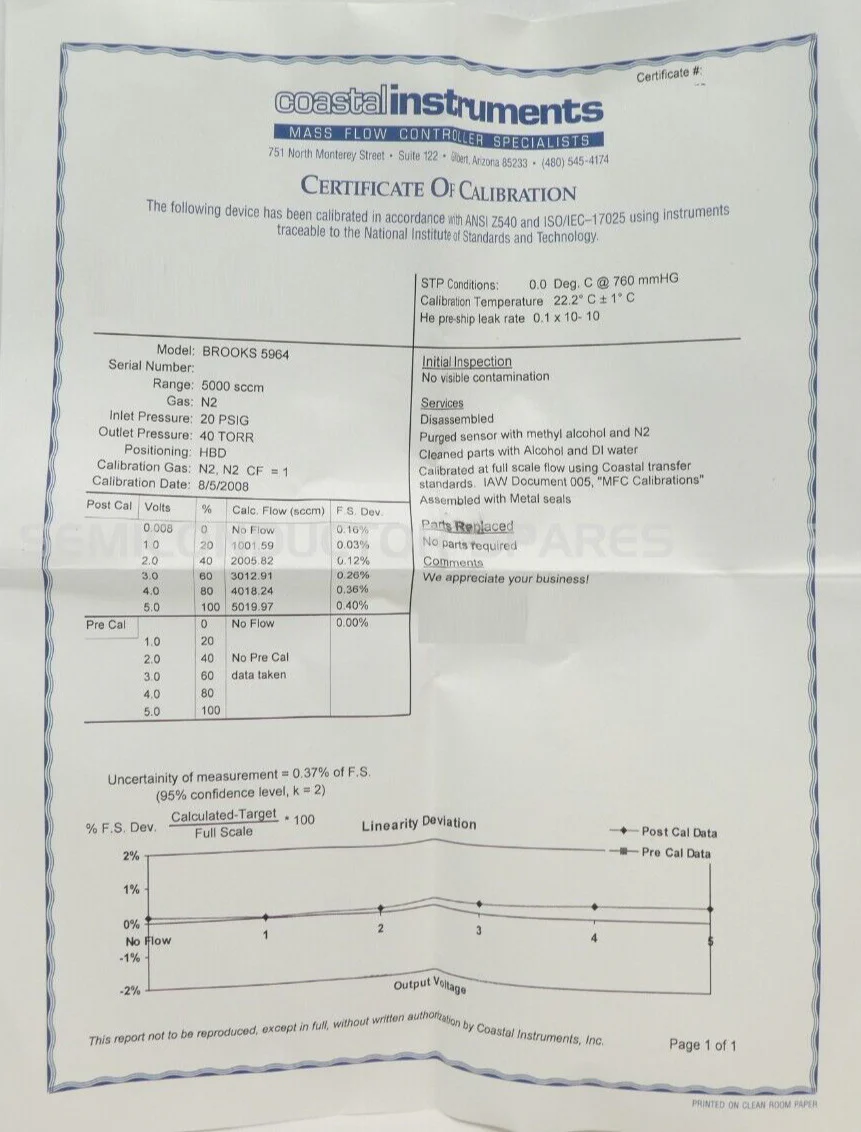 Certificate #:
coastalinstruments
MASS FLOW CONTROLLER SPECIALISTS
751 North Monterey Street • Suite 122 • Gilbert, Arizona 85233 • (480) 545-4174
CERTIFICATE OF CALIBRATION
The following device has been calibrated in accordance with ANSI Z540 and ISO/IEC-17025 using instruments
traceable to the National Institute of Standards and Technology.
STP Conditions: 0.0 Deg. C @ 760 mmHG
Calibration Temperature 22.2° C ± 1° C
He pre-ship leak rate 0.1 x 10- 10
Model: BROOKS 5964
Serial Number:
Range: 5000 sccm
Gas: N2
Inlet Pressure: 20 PSIG
Outlet Pressure: 40 TORR
Positioning: HBD
Calibration Gas: N2, N2 CF = 1
Calibration Date: 8/5/2008
Post Cal Volts % Calc. Flow (sccm) F.S. Dev.
0.008 0 No Flow 0.16%
1.0 20 1001.59 0.03%
2.0 40 2005.82 0.12%
3.0 60 3012.91 0.26%
4.0 80 4018.24 0.36%
5.0 100 5019.97 0.40%
Pre Cal 0 No Flow 0.00%
1.0 20
2.0 40 No Pre Cal
3.0 60 data taken
4.0 80
5.0 100
Initial Inspection
No visible contamination
Services
Disassembled
Purged sensor with methyl alcohol and N2
Cleaned parts with Alcohol and DI water
Calibrated at full scale flow using Coastal transfer
standards. IAW Document 005, "MFC Calibrations"
Assembled with Metal seals
Parts Replaced
No parts required
Comments
We appreciate your business!
Uncertainity of measurement = 0.37% of F.S.
(95% confidence level, k = 2)
% F.S. Dev. Calculated-Target * 100
Full Scale
Linearity Deviation
Post Cal Data
Pre Cal Data
2%
1%
0%
No Flow 1 2 3 4 5
-1%
-2%
Output Voltage
This report not to be reproduced, except in full, without written authorization by Coastal Instruments, Inc.
Page 1 of 1
PRINTED ON CLEAN ROOM PAPER